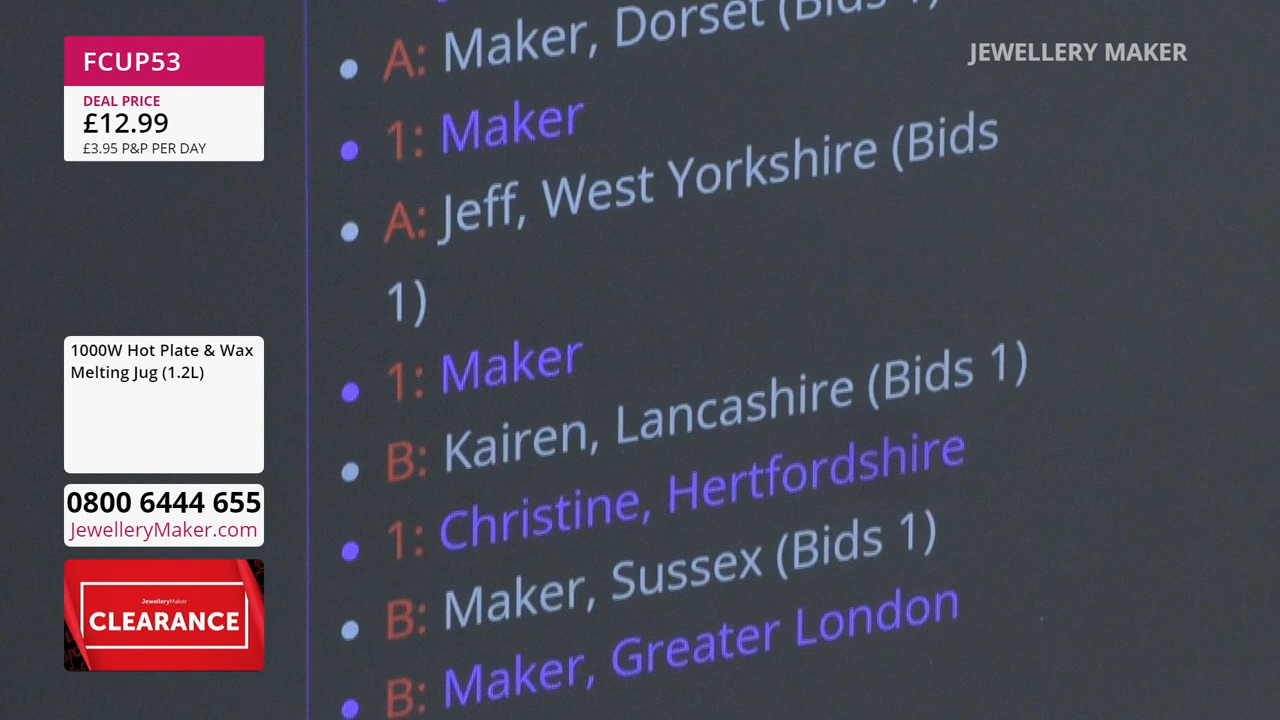 FCUP53
DEAL PRICE
£12.99
£3.95 P&P PER DAY
1000W Hot Plate & Wax
Melting Jug (1.2L)
0800 6444 655
JewelleryMaker.com
JewelleryMaker
CLEARANCE
JEWELLERY MAKER
A: Maker, Dorset (Bids 1)
1: Maker
A: Jeff, West Yorkshire (Bids
1)
1: Maker
B: Kairen, Lancashire (Bids 1)
1: Christine, Hertfordshire
B: Maker, Sussex (Bids 1)
B: Maker, Greater London